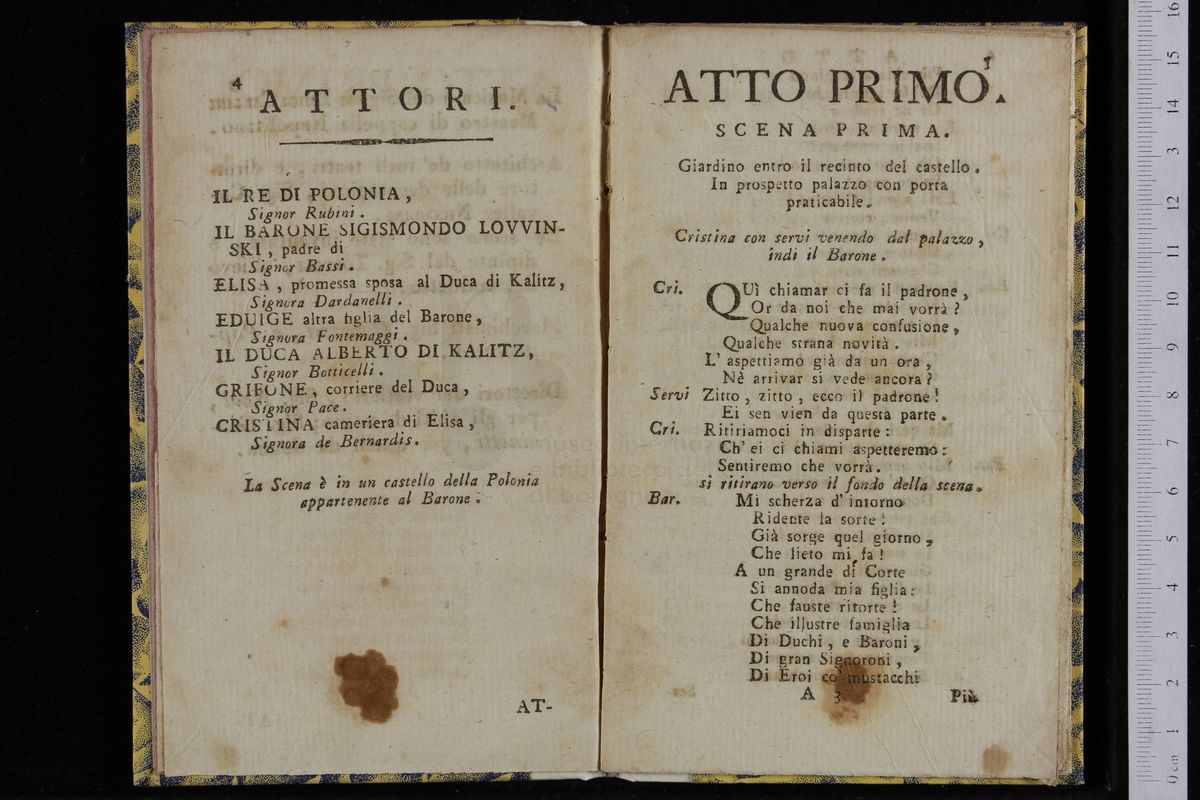 4
ATTORI.
IL RE DI POLONIA,
Signor Rubini.
IL BARONE SIGISMONDO LOVVIN-
SKI, padre di
Signor Bassi.
ELISA, promessa sposa al Duca di Kalitz,
Signora Dardanelli.
EDUIGE altra figlia del Barone,
Signora Fontemaggi.
IL DUCA ALBERTO DI KALITZ,
Signor Botticelli.
GRIFONE, corriere del Duca,
Signor Pace.
CRISTINA cameriera di Elisa,
Signora de Bernardis.
La Scena è in un castello della Polonia
appartenente al Barone.
AT-
ATTO PRIMO.
SCENA PRIMA.
Giardino entro il recinto del castello.
In prospetto palazzo con porta
praticabile.
Cristina con servi venendo dal palazzo,
indi il Barone.
Cri. QUì chiamar ci fa il padrone,
Or da noi che mai vorrà?
Qualche nuova confusione,
Qualche strana novità.
L' aspettiamo già da un ora,
Nè arrivar si vede ancora?
Servi Zitto, zitto, ecco il padrone!
Ei sen vien da questa parte.
Cri. Ritiriamoci in disparte:
Ch' ei ci chiami aspetteremo:
Sentiremo che vorrà.
si ritirano verso il fondo della scena.
Bar. Mi scherza d' intorno
Ridente la sorte!
Già sorge quel giorno,
Che lieto mi fa!
A un grande di Corte
Si annoda mia figlia:
Che fauste ritorte!
Che illustre famiglia
Di Duchi, e Baroni,
Di gran Signoroni,
Di Eroi co' mustacchi
A 3 Più